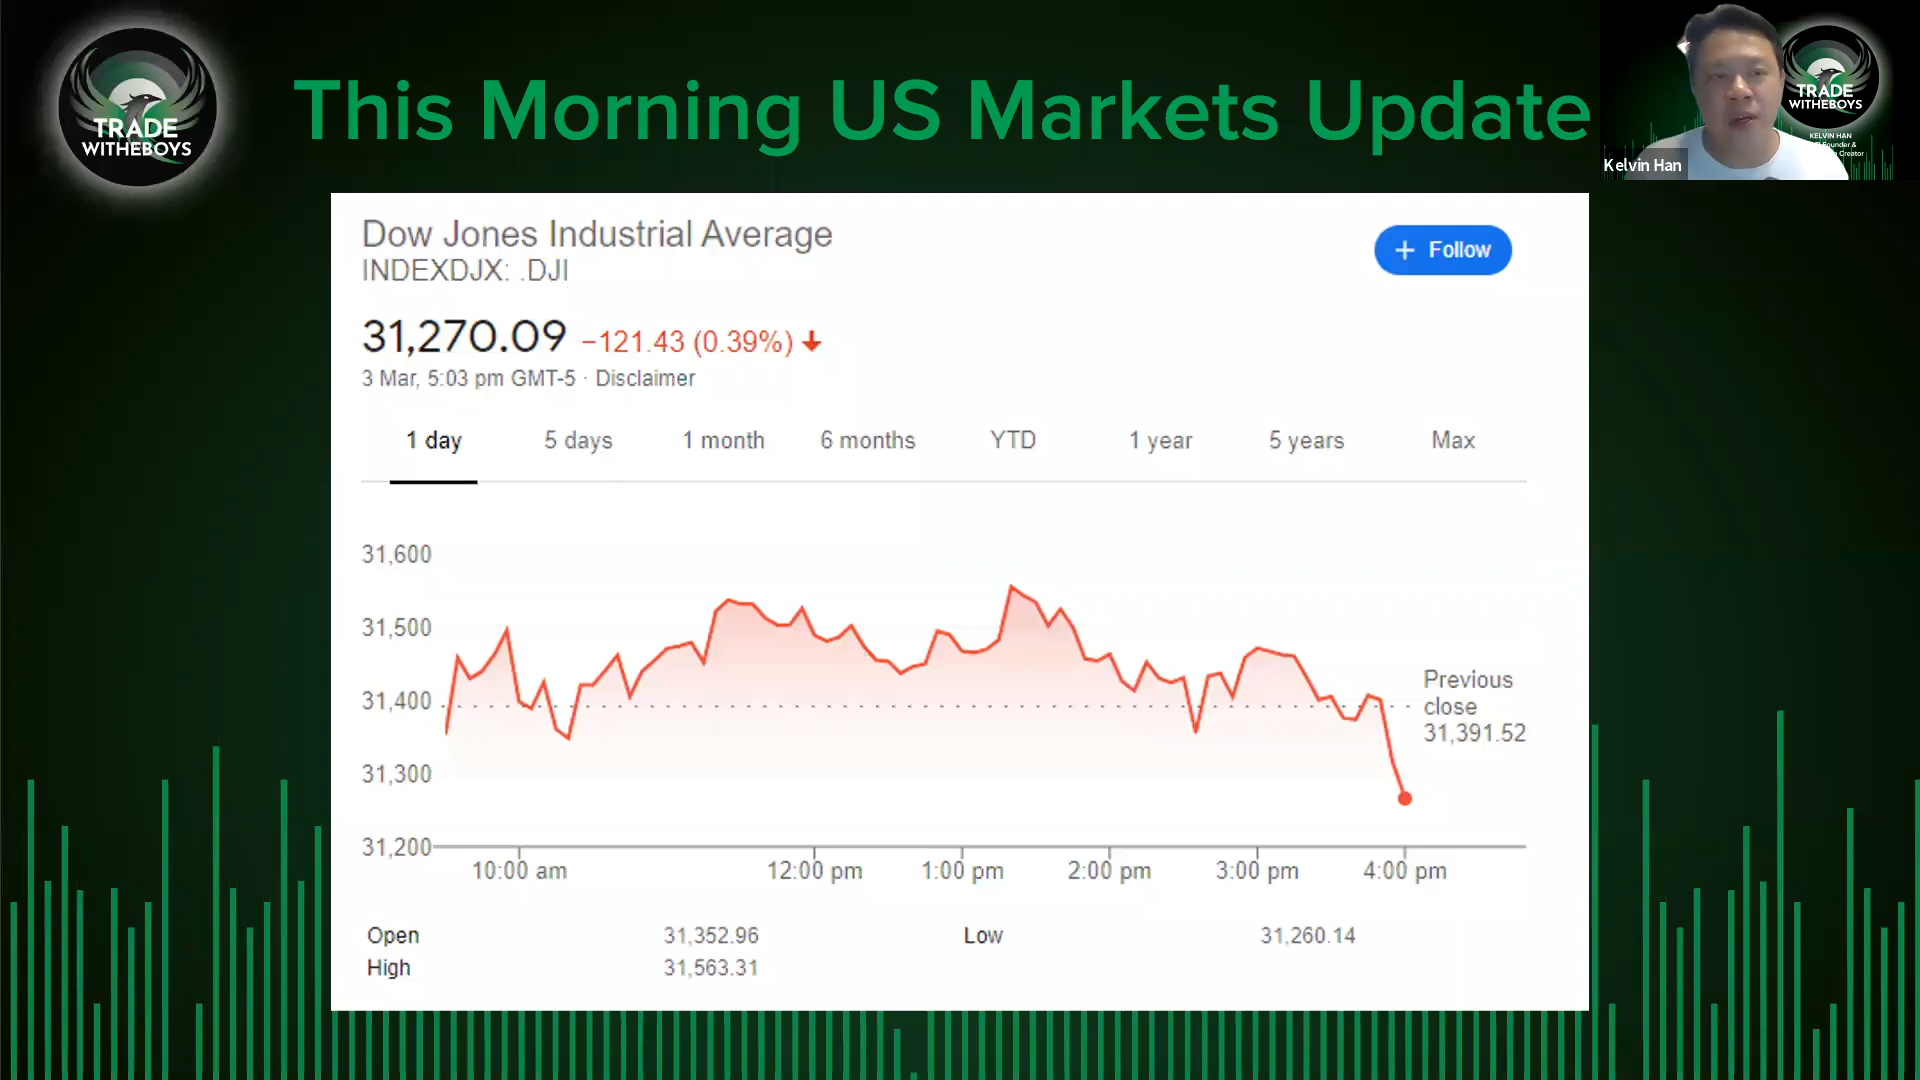 TRADE
WITHEBOYS
This Morning US Markets Update
TRADE
WITHEBOYS
KELVIN HAN
Founder &
Creator
Kelvin Han
Dow Jones Industrial Average
INDEXDJX: .DJI
+ Follow
31,270.09 −121.43 (0.39%) ↓
3 Mar, 5:03 pm GMT-5 · Disclaimer
1 day 5 days 1 month 6 months YTD 1 year 5 years Max
31,600
31,500
31,400
31,300
31,200
Previous
close
31,391.52
10:00 am 12:00 pm 1:00 pm 2:00 pm 3:00 pm 4:00 pm
Open 31,352.96 Low 31,260.14
High 31,563.31